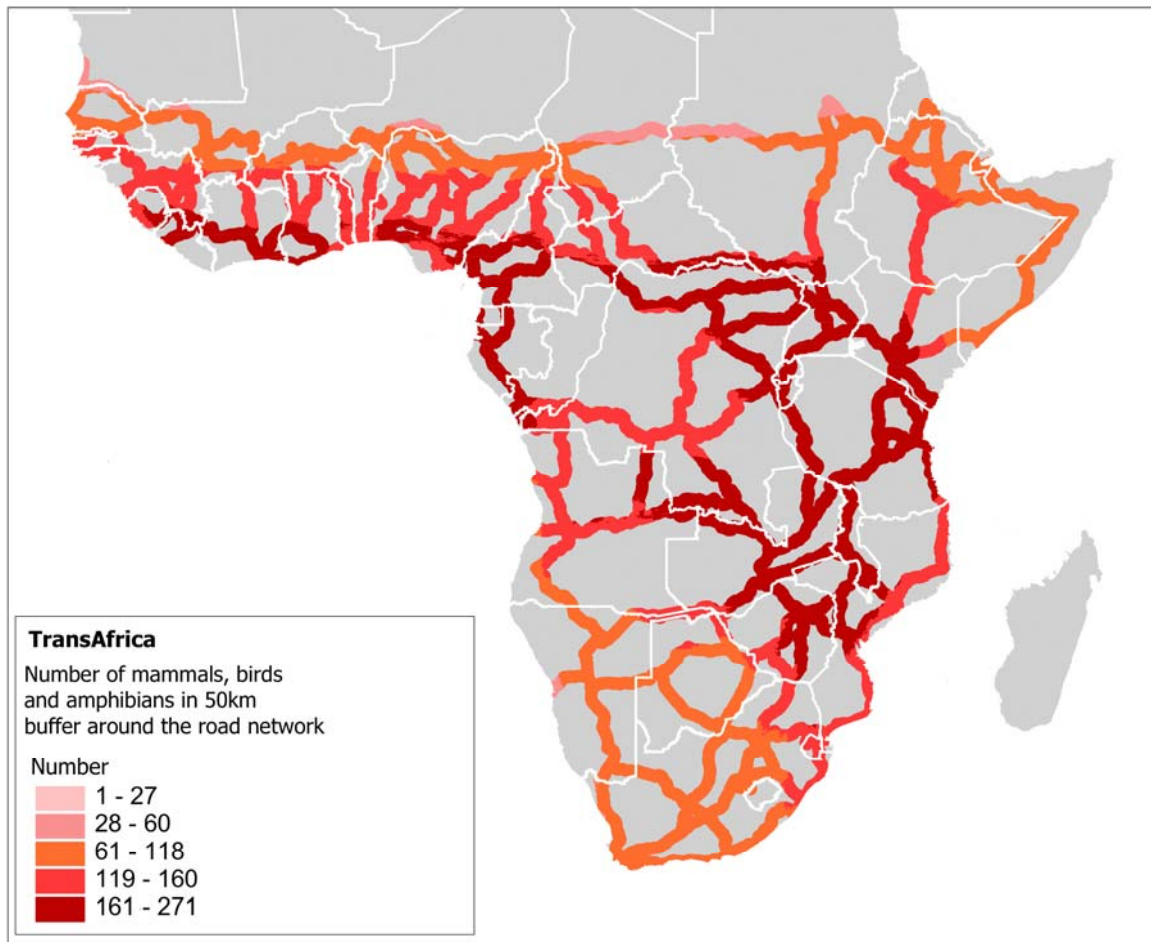 TransAfrica
Number of mammals, birds
and amphibians in 50km
buffer around the road network
Number
1 - 27
28 - 60
61 - 118
119 - 160
161 - 271